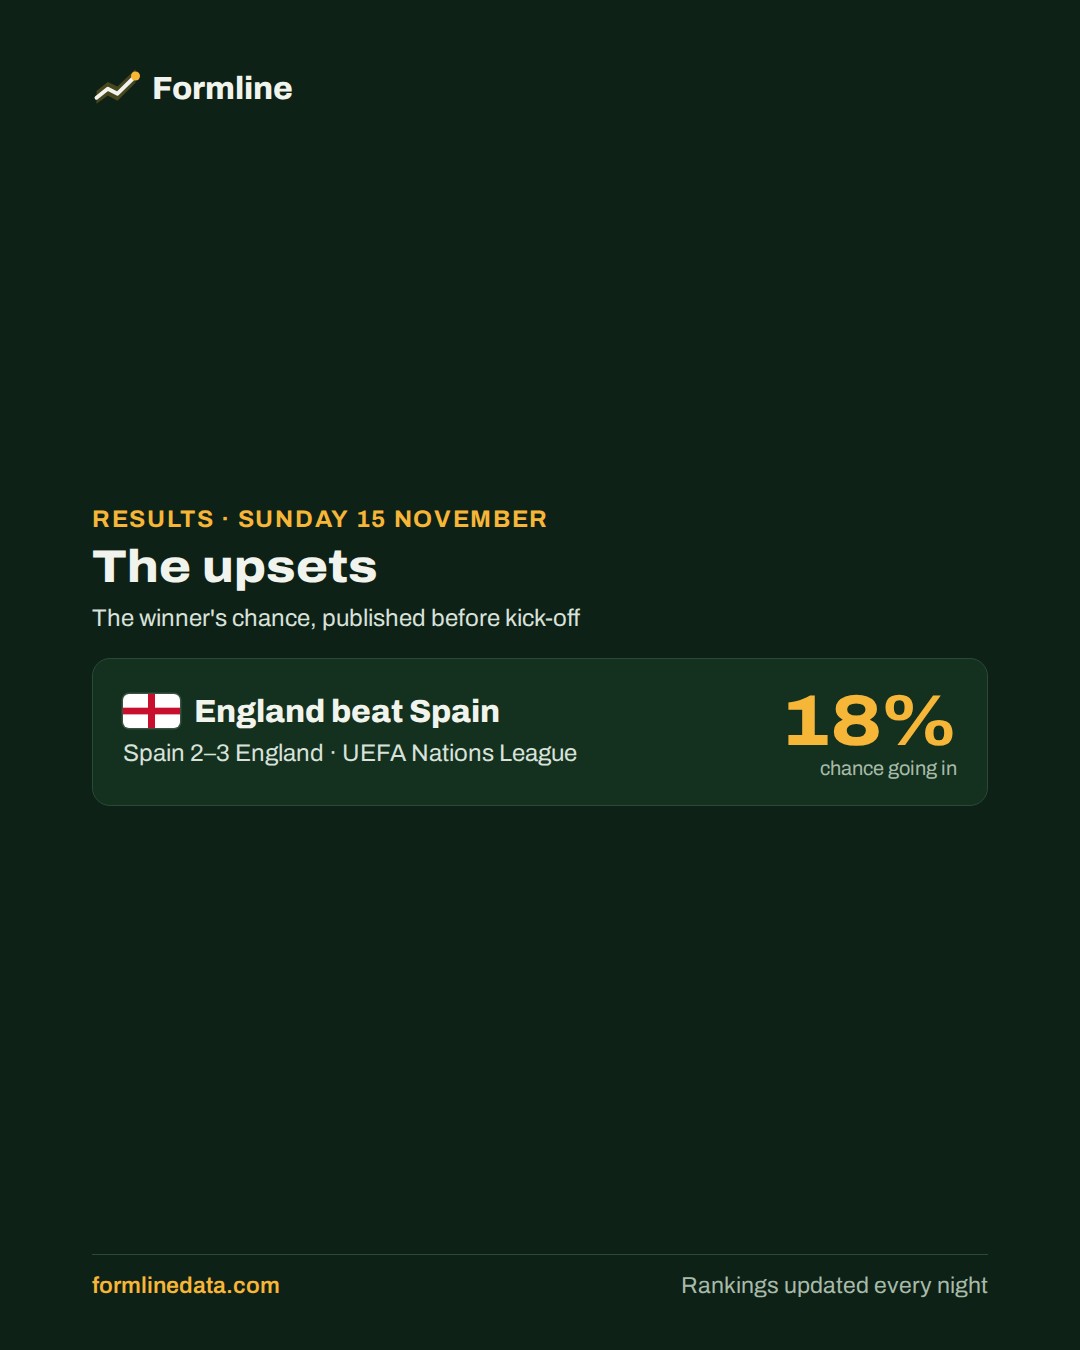 Formline
RESULTS · SUNDAY 15 NOVEMBER
The upsets
The winner's chance, published before kick-off
England beat Spain
18%
Spain 2–3 England · UEFA Nations League
chance going in
formlinedata.com
Rankings updated every night